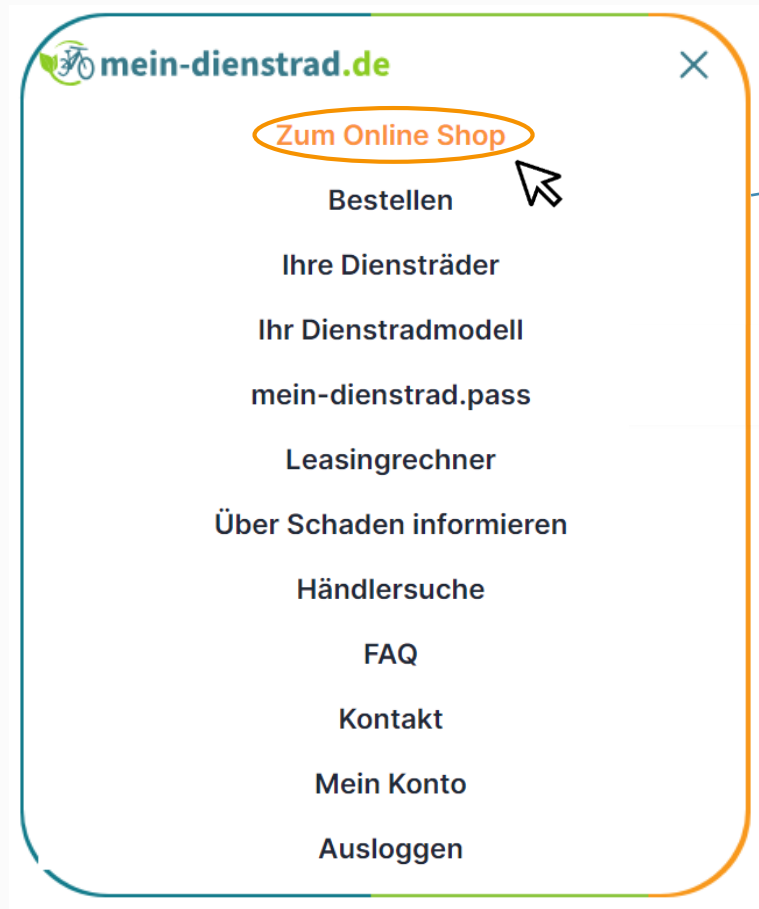 mein-dienstrad.de
Zum Online Shop
Bestellen
Ihre Diensträder
Ihr Dienstradmodell
mein-dienstrad.pass
Leasingrechner
Über Schaden informieren
Händlersuche
FAQ
Kontakt
Mein Konto
Ausloggen